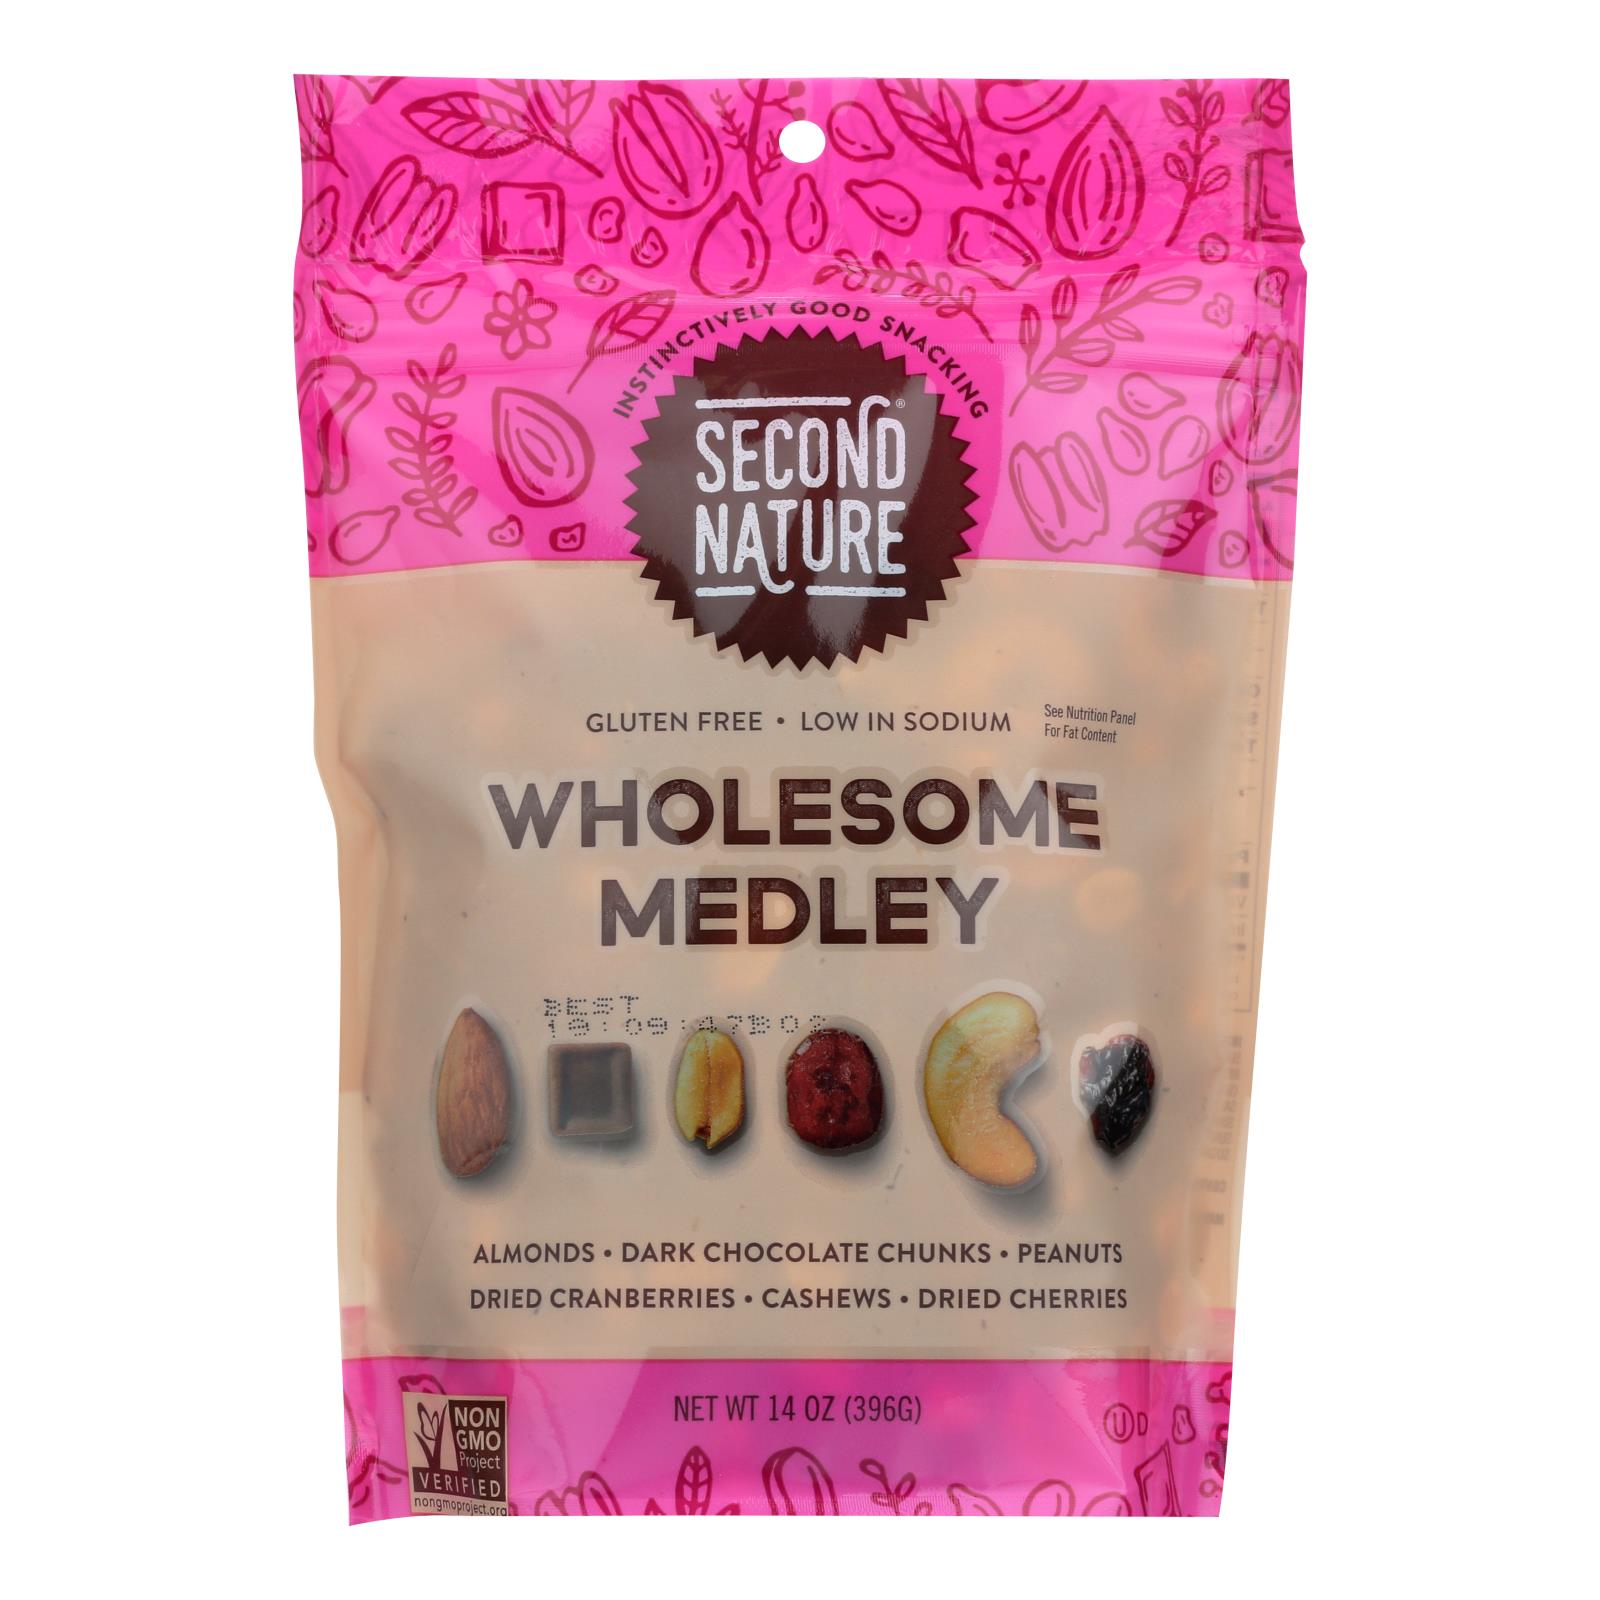 INSTINCTIVELY GOOD SNACKING
SECOND®
NATURE
GLUTEN FREE • LOW IN SODIUM
See Nutrition Panel
For Fat Content
WHOLESOME
MEDLEY
BEST
ALMONDS • DARK CHOCOLATE CHUNKS • PEANUTS
DRIED CRANBERRIES • CASHEWS • DRIED CHERRIES
NET WT 14 OZ (396G)
U D
NON
GMO
Project
VERIFIED
nongmoproject.org